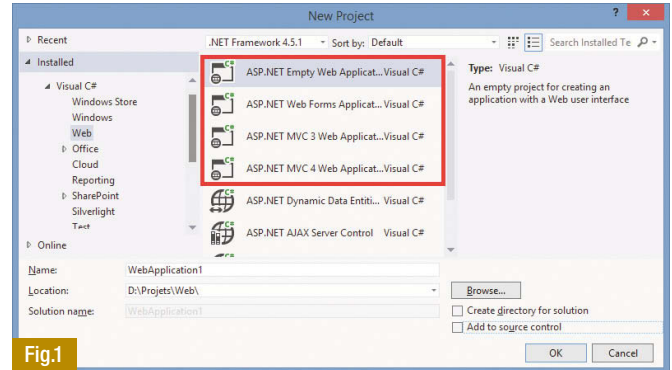 New Project
? ×
Recent
.NET Framework 4.5.1 Sort by: Default
Search Installed Te
Installed
Visual C#
Windows Store
Windows
Web
Office
Cloud
Reporting
SharePoint
Silverlight
Test
Online
ASP.NET Empty Web Applicat... Visual C#
ASP.NET Web Forms Applicat... Visual C#
ASP.NET MVC 3 Web Applicat... Visual C#
ASP.NET MVC 4 Web Applicat... Visual C#
ASP.NET Dynamic Data Entiti... Visual C#
ASP.NET AJAX Server Control Visual C#
Type: Visual C#
An empty project for creating an
application with a Web user interface
Name: WebApplication1
Location: D:\Projets\Web\
Browse...
Solution name: WebApplication1
Create directory for solution
Add to source control
OK Cancel
Fig.1